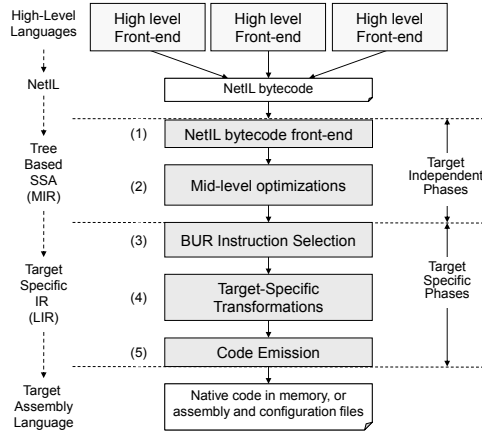 High-Level
Languages
High level
Front-end
High level
Front-end
High level
Front-end
NetIL
NetIL bytecode
(1)
NetIL bytecode front-end
Tree
Based
SSA
(MIR)
(2)
Mid-level optimizations
Target
Independent
Phases
(3)
BUR Instruction Selection
Target
Specific
IR
(LIR)
(4)
Target-Specific
Transformations
Target
Specific
Phases
(5)
Code Emission
Target
Assembly
Language
Native code in memory, or
assembly and configuration files